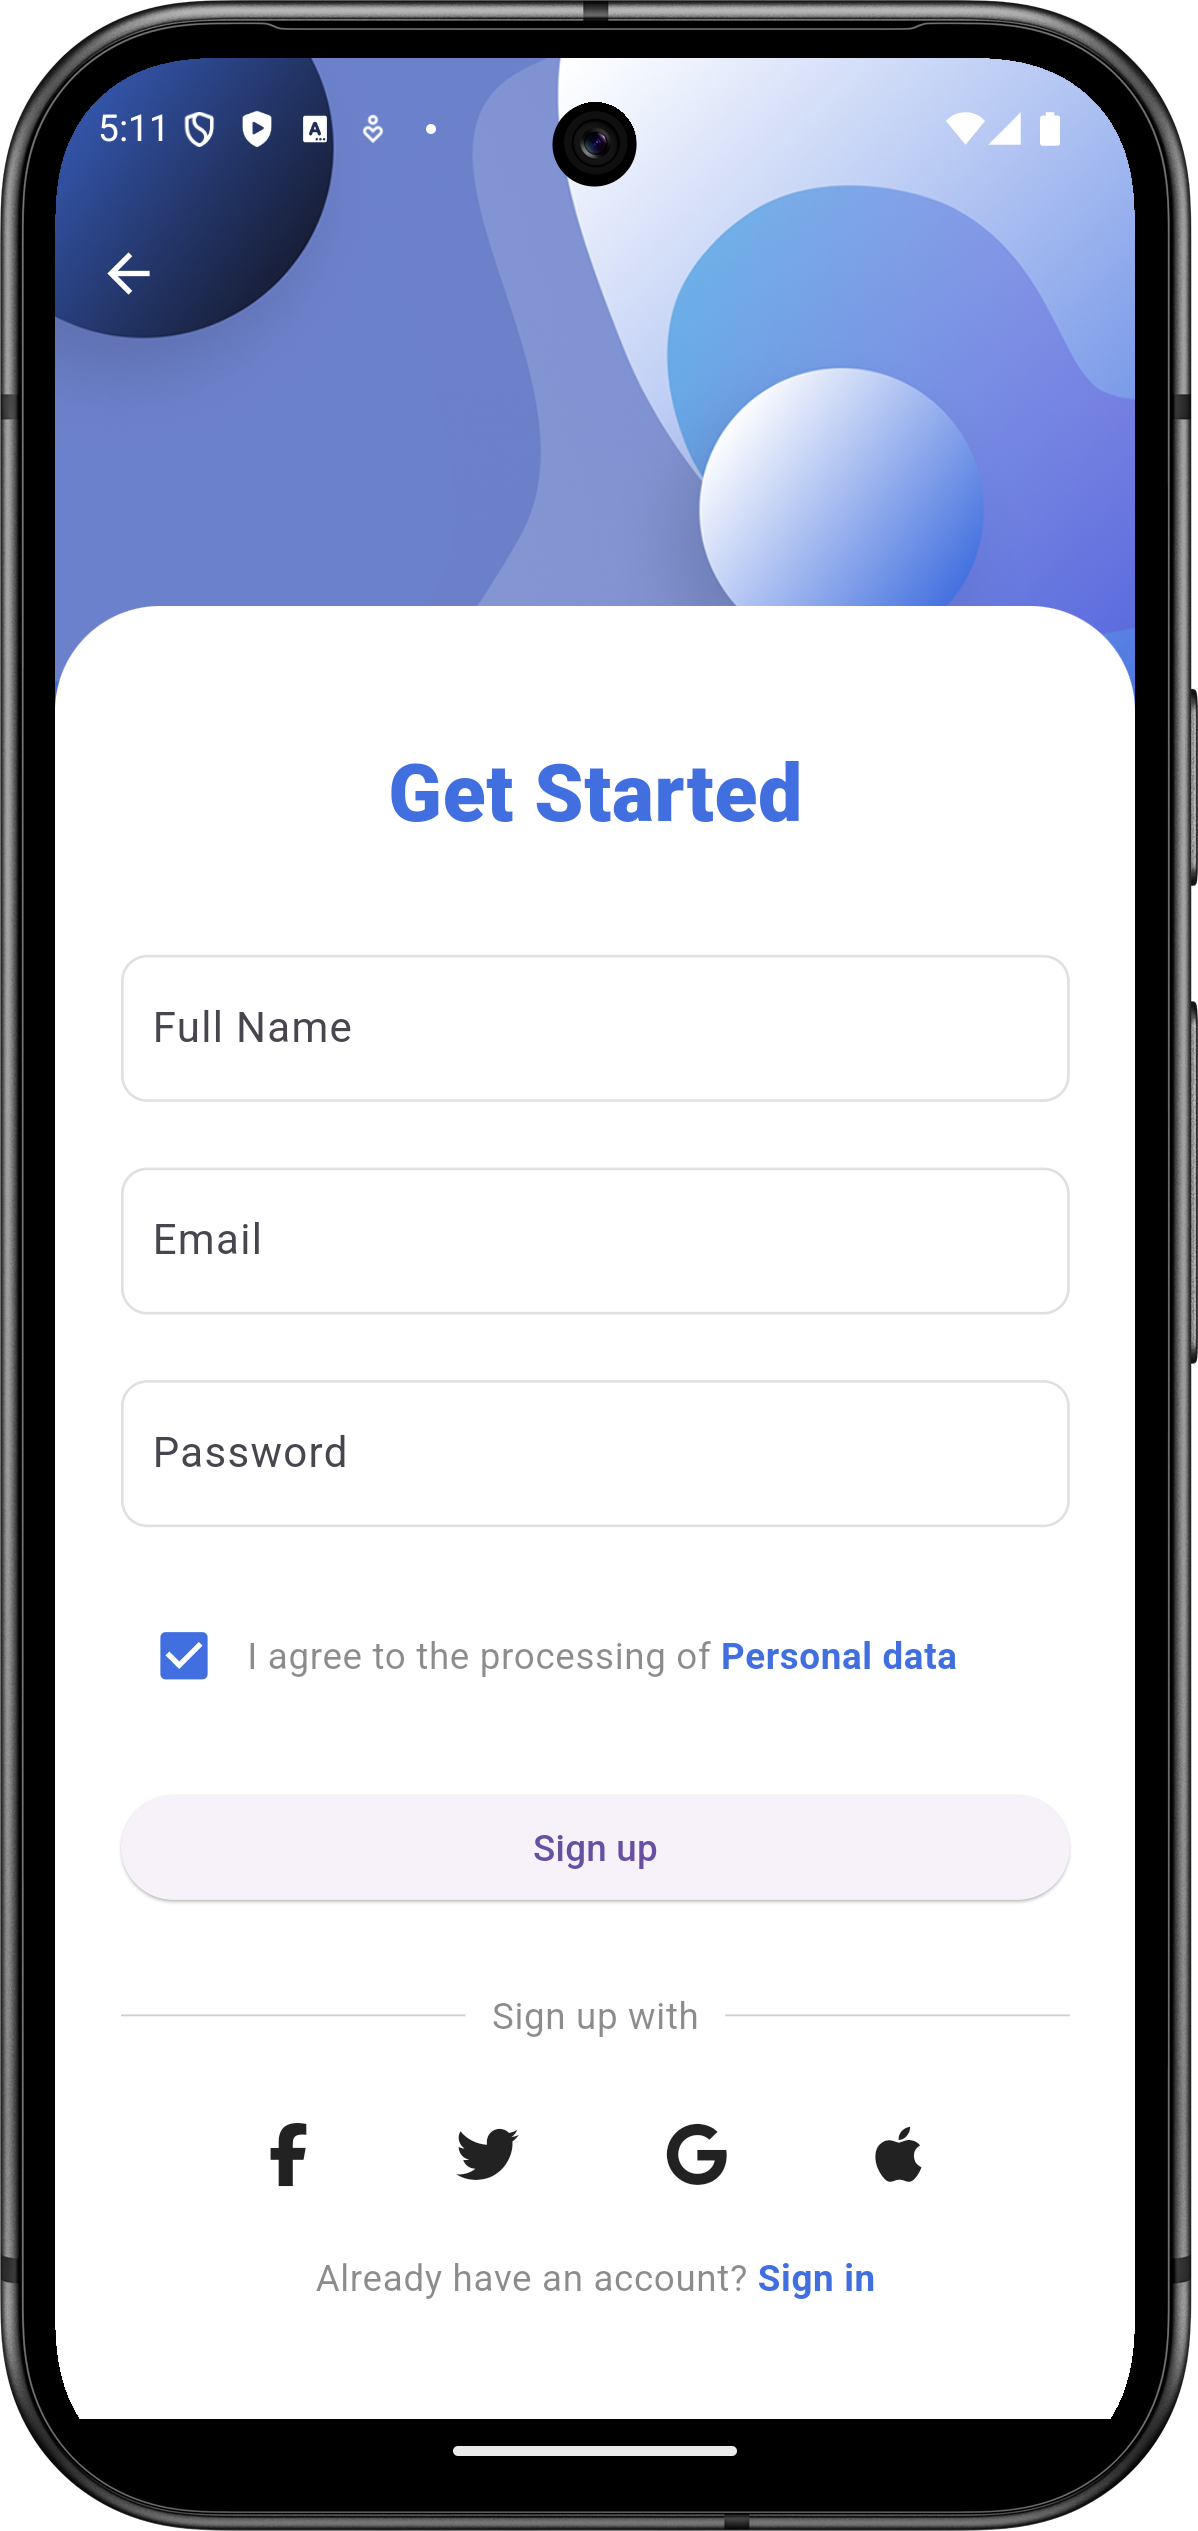 5:11
Get Started
Full Name
Email
Password
I agree to the processing of Personal data
Sign up
Sign up with
Already have an account? Sign in